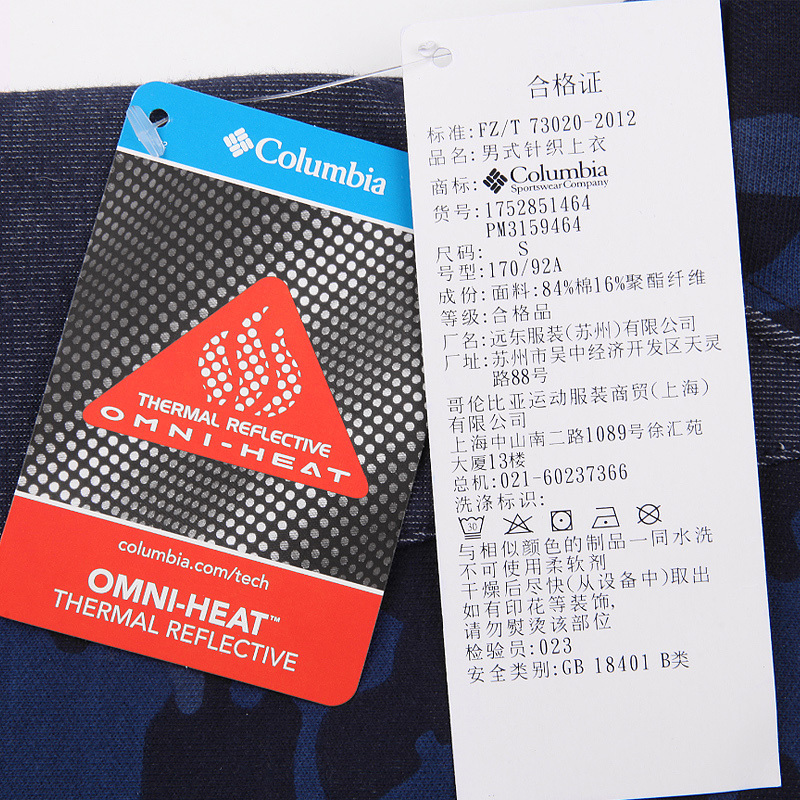 Columbia
THERMAL REFLECTIVE
OMNI-HEAT
columbia.com/tech
OMNI-HEAT™
THERMAL REFLECTIVE
合格证
标准:FZ/T 73020-2012
品名:男式针织上衣
商标:Columbia
Sportswear Company
货号:1752851464
PM3159464
尺码: S
号型:170/92A
成份:面料:84%棉16%聚酯纤维
等级:合格品
厂名:远东服装(苏州)有限公司
厂址:苏州市吴中经济开发区天灵
路88号
哥伦比亚运动服装商贸(上海)
有限公司
上海中山南二路1089号徐汇苑
大厦13楼
总机:021-60237366
洗涤标识:
30
与相似颜色的制品一同水洗
不可使用柔软剂
干燥后尽快(从设备中)取出
如有印花等装饰,
请勿熨烫该部位
检验员:023
安全类别:GB 18401 B类